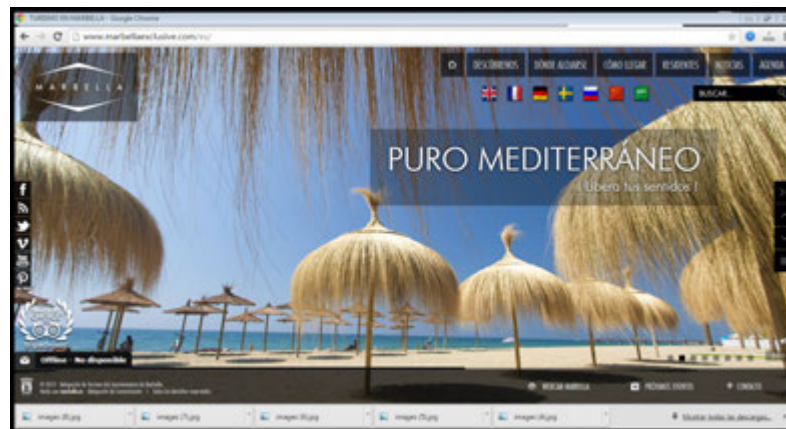 TURISMO EN MARBELLA - Google Chrome
www.marbellaexclusive.com/es/
MARBELLA
DESCÚBRENOS DÓNDE ALOJARSE CÓMO LLEGAR RESIDENTES NOTICIAS AGENDA
BUSCAR...
PURO MEDITERRÁNEO
¡ Libera tus sentidos !
Offline - No disponible
WEBCAM MARBELLA PRÓXIMOS EVENTOS CONTACTO
images (8).jpg images (7).jpg images (6).jpg images (5).jpg images (4).jpg Mostrar todas las descargas...